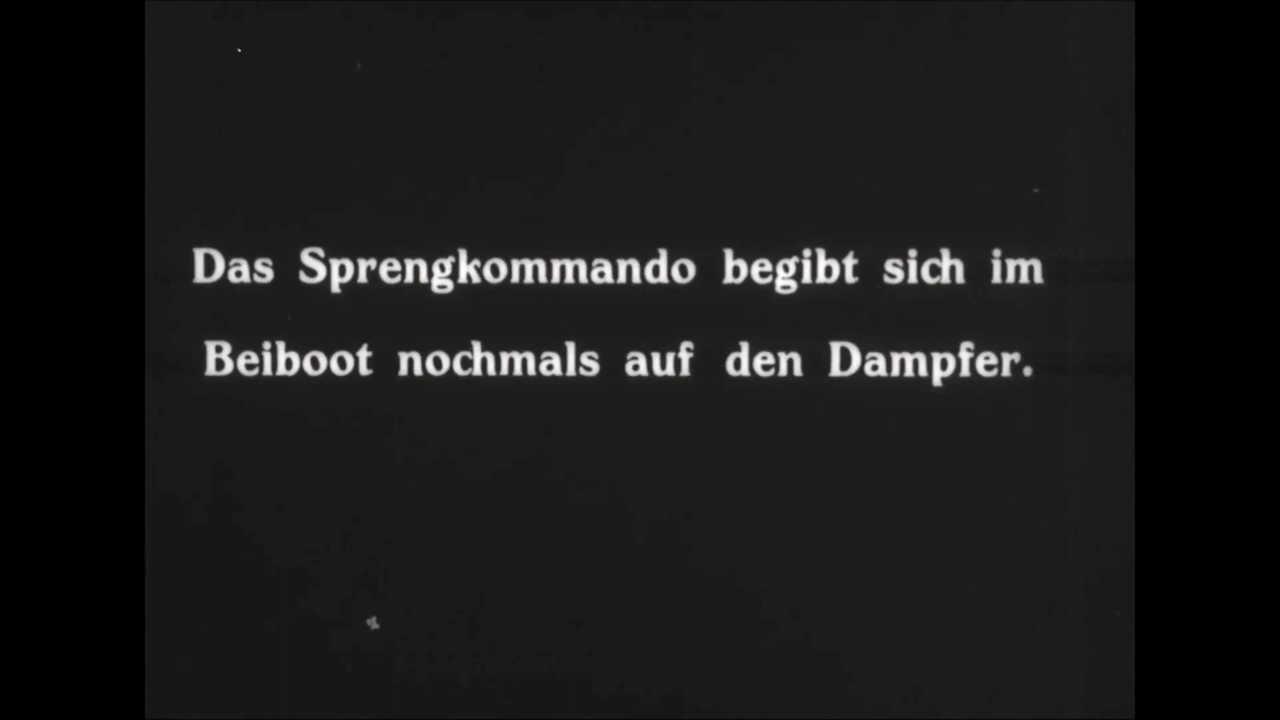 Das Sprengkommando begibt sich im
Beiboot nochmals auf den Dampfer.